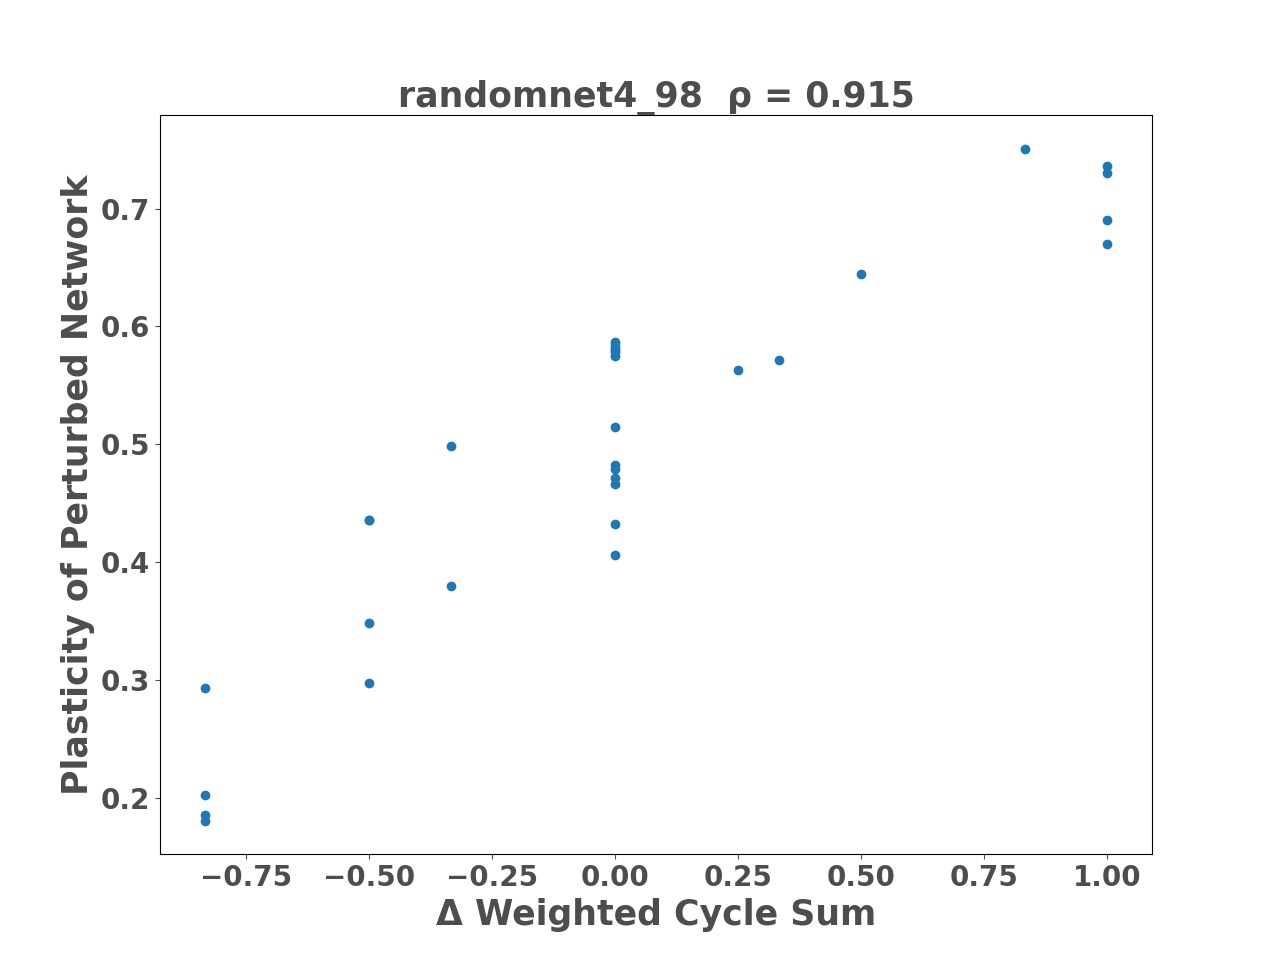 randomnet4_98  ρ = 0.915
Plasticity of Perturbed Network
0.7
0.6
0.5
0.4
0.3
0.2
−0.75 −0.50 −0.25 0.00 0.25 0.50 0.75 1.00
Δ Weighted Cycle Sum